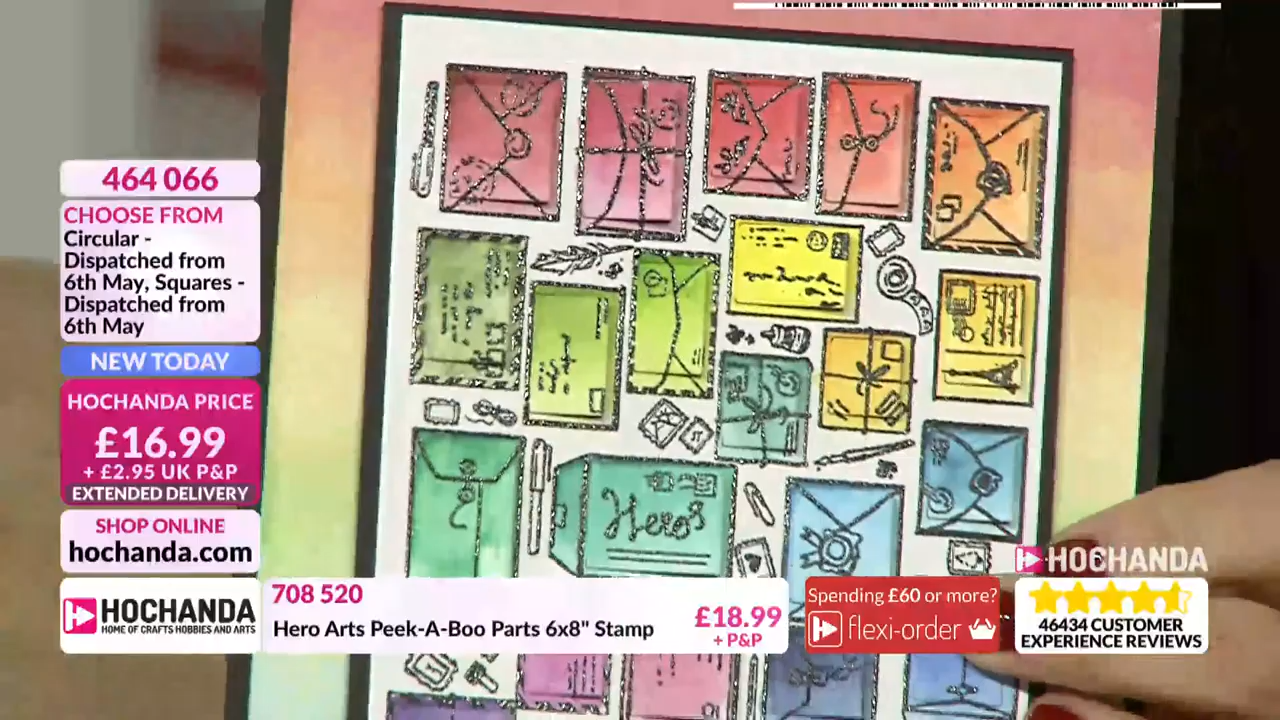 464 066
CHOOSE FROM
Circular -
Dispatched from
6th May, Squares -
Dispatched from
6th May
NEW TODAY
HOCHANDA PRICE
£16.99
+ £2.95 UK P&P
EXTENDED DELIVERY
SHOP ONLINE
hochanda.com
HOCHANDA
HOME OF CRAFTS HOBBIES AND ARTS
708 520
Hero Arts Peek-A-Boo Parts 6x8" Stamp
£18.99
+ P&P
Spending £60 or more?
flexi-order
HOCHANDA
46434 CUSTOMER
EXPERIENCE REVIEWS
Hero